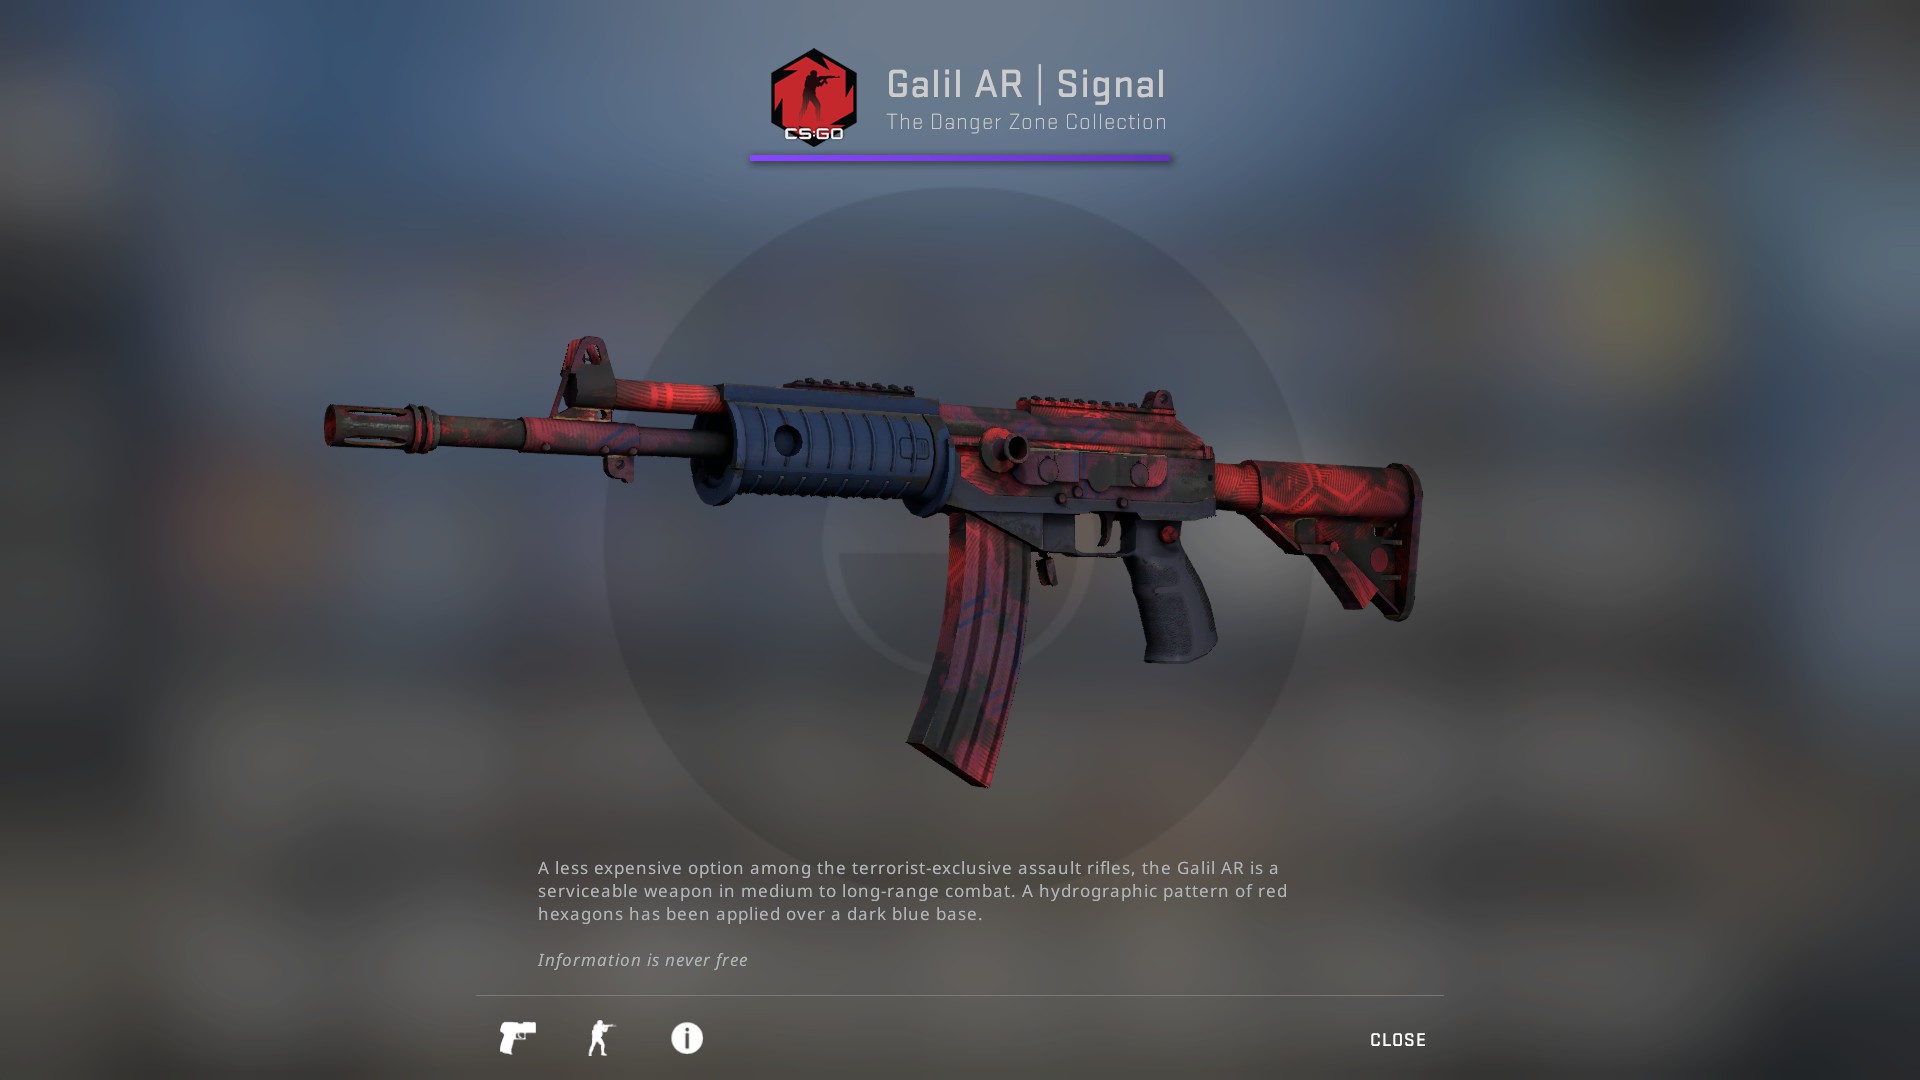 Galil AR | Signal
The Danger Zone Collection
CS:GO
A less expensive option among the terrorist-exclusive assault rifles, the Galil AR is a
serviceable weapon in medium to long-range combat. A hydrographic pattern of red
hexagons has been applied over a dark blue base.
Information is never free
CLOSE